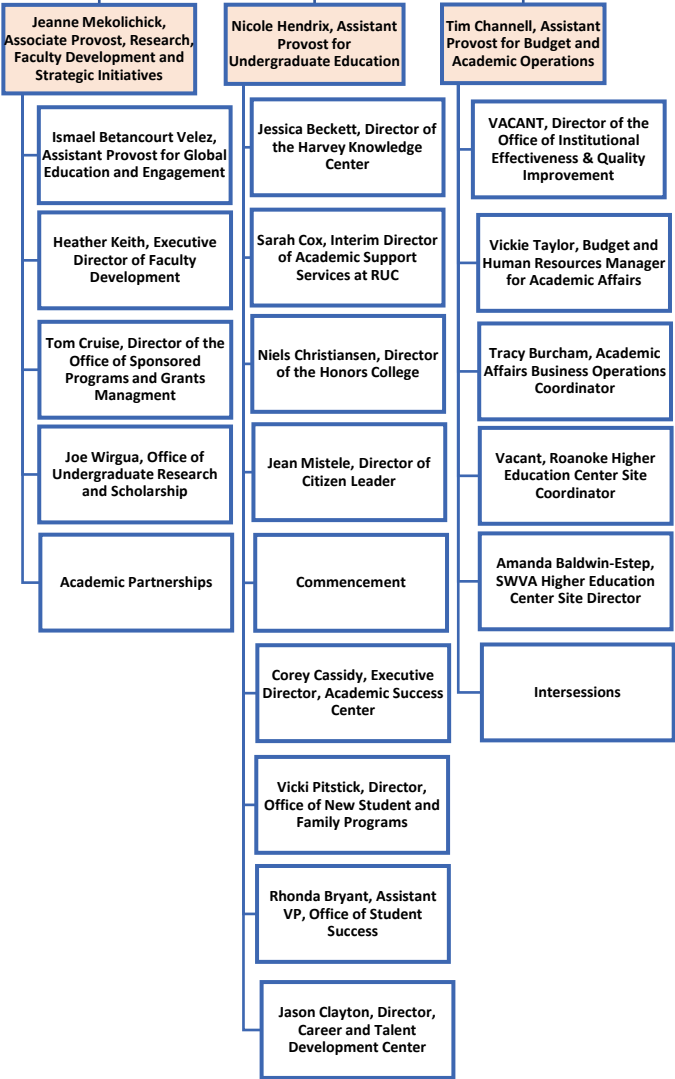 Jeanne Mekolichick,
Associate Provost, Research,
Faculty Development and
Strategic Initiatives
Ismael Betancourt Velez,
Assistant Provost for Global
Education and Engagement
Heather Keith, Executive
Director of Faculty
Development
Tom Cruise, Director of the
Office of Sponsored
Programs and Grants
Managment
Joe Wirgua, Office of
Undergraduate Research
and Scholarship
Academic Partnerships
Nicole Hendrix, Assistant
Provost for
Undergraduate Education
Jessica Beckett, Director of
the Harvey Knowledge
Center
Sarah Cox, Interim Director
of Academic Support
Services at RUC
Niels Christiansen, Director
of the Honors College
Jean Mistele, Director of
Citizen Leader
Commencement
Corey Cassidy, Executive
Director, Academic Success
Center
Vicki Pitstick, Director,
Office of New Student and
Family Programs
Rhonda Bryant, Assistant
VP, Office of Student
Success
Jason Clayton, Director,
Career and Talent
Development Center
Tim Channell, Assistant
Provost for Budget and
Academic Operations
VACANT, Director of the
Office of Institutional
Effectiveness & Quality
Improvement
Vickie Taylor, Budget and
Human Resources Manager
for Academic Affairs
Tracy Burcham, Academic
Affairs Business Operations
Coordinator
Vacant, Roanoke Higher
Education Center Site
Coordinator
Amanda Baldwin-Estep,
SWVA Higher Education
Center Site Director
Intersessions